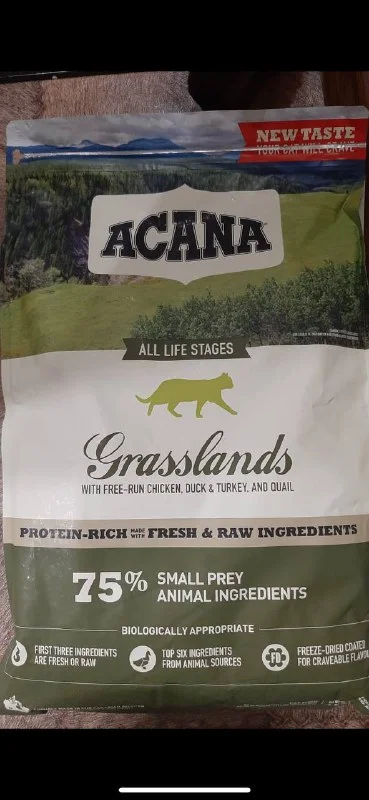 NEW TASTE
YOUR CAT WILL CRAVE
ACANA
ALL LIFE STAGES
Grasslands
WITH FREE-RUN CHICKEN, DUCK & TURKEY, AND QUAIL
PROTEIN-RICH MADE WITH FRESH & RAW INGREDIENTS
75% SMALL PREY
ANIMAL INGREDIENTS
BIOLOGICALLY APPROPRIATE
FIRST THREE INGREDIENTS
ARE FRESH OR RAW
TOP SIX INGREDIENTS
FROM ANIMAL SOURCES
FD
FREEZE-DRIED COATED
FOR CRAVEABLE FLAVO